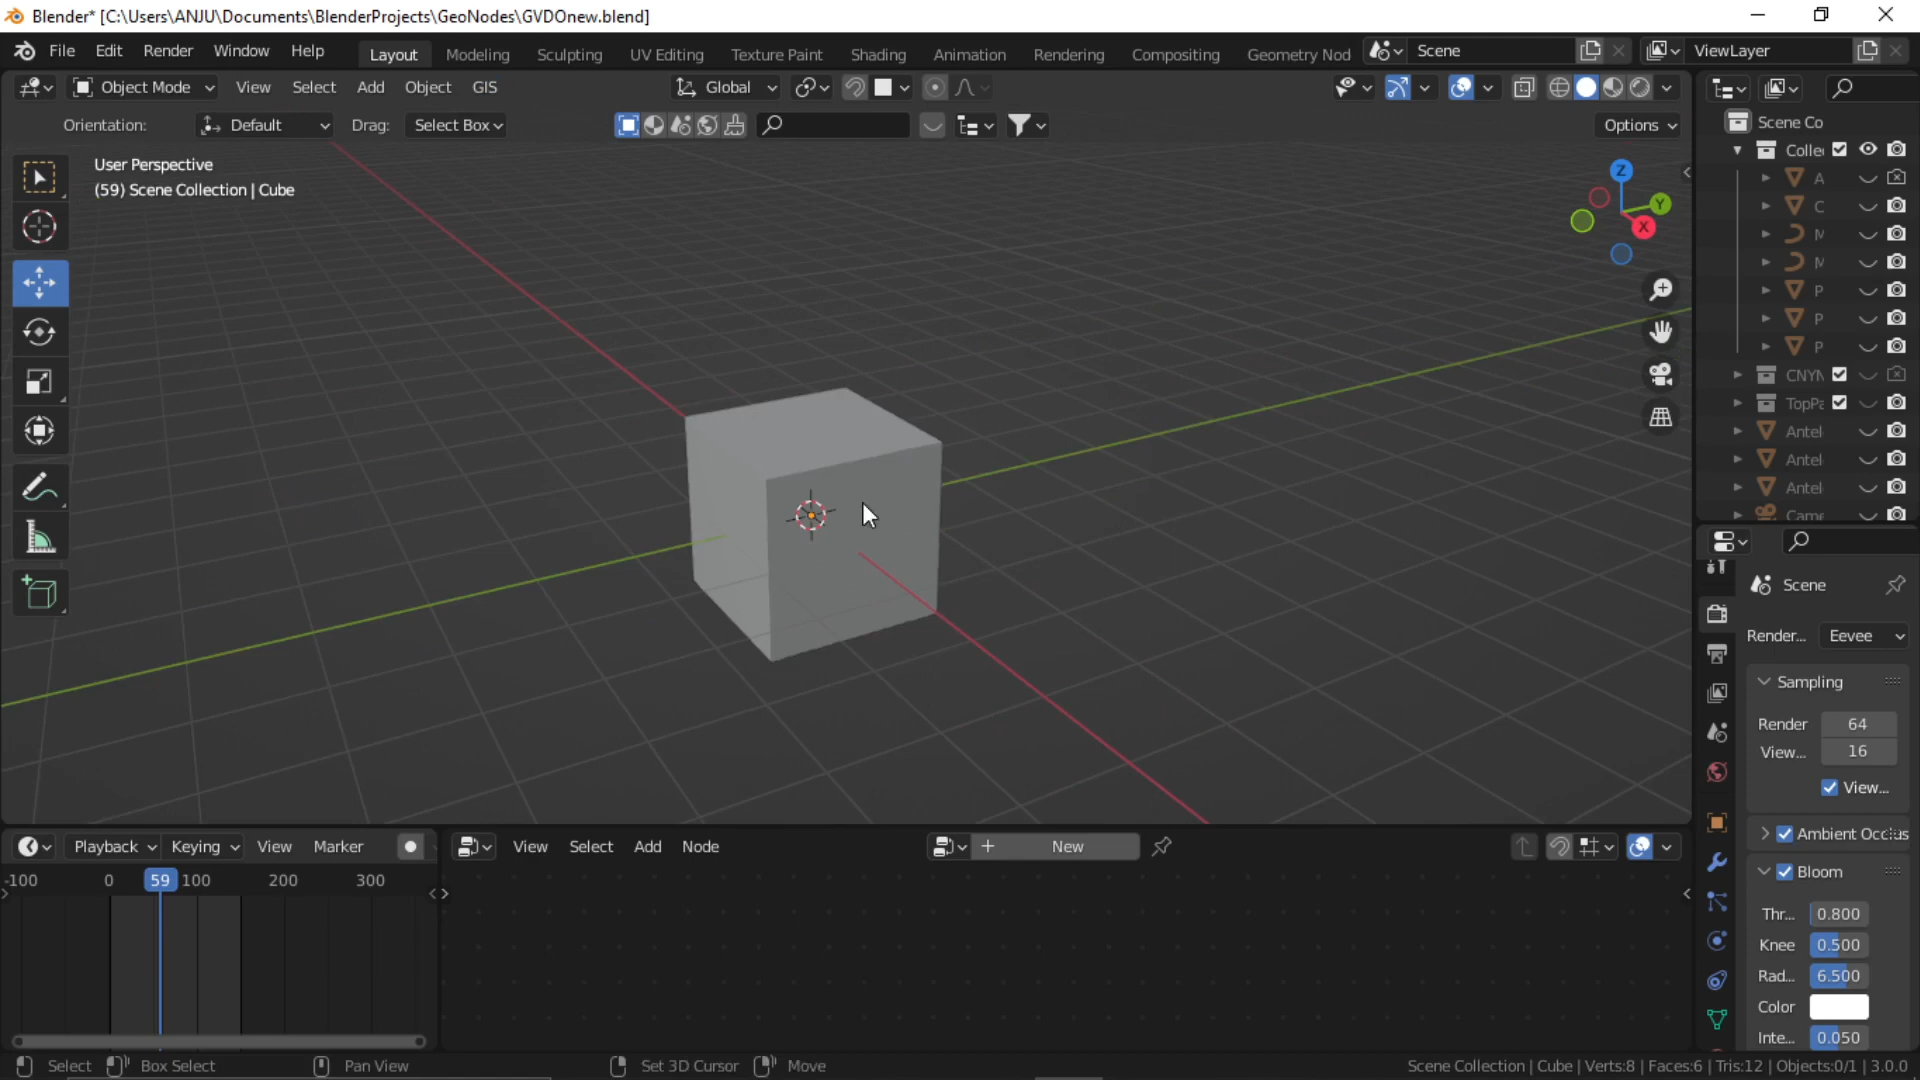 Blender* [C:\Users\ANJU\Documents\BlenderProjects\GeoNodes\GVDOnew.blend]
File Edit Render Window Help Layout Modeling Sculpting UV Editing Texture Paint Shading Animation Rendering Compositing Geometry Nod Scene ViewLayer
Object Mode View Select Add Object GIS Global
Orientation: Default Drag: Select Box Options
User Perspective
(59) Scene Collection | Cube
Z
Y
X
Scene Co
Colle
A
C
M
M
P
P
P
CNYN
TopPa
Antel
Antel
Antel
Came
Scene
Render... Eevee
Sampling
Render 64
View... 16
View...
Ambient Occlus
Bloom
Thr... 0.800
Knee 0.500
Rad... 6.500
Color
Inte... 0.050
Playback Keying View Marker
-100 0 59 100 200 300
View Select Add Node New
Select Box Select Pan View Set 3D Cursor Move
Scene Collection | Cube | Verts:8 | Faces:6 | Tris:12 | Objects:0/1 | 3.0.0